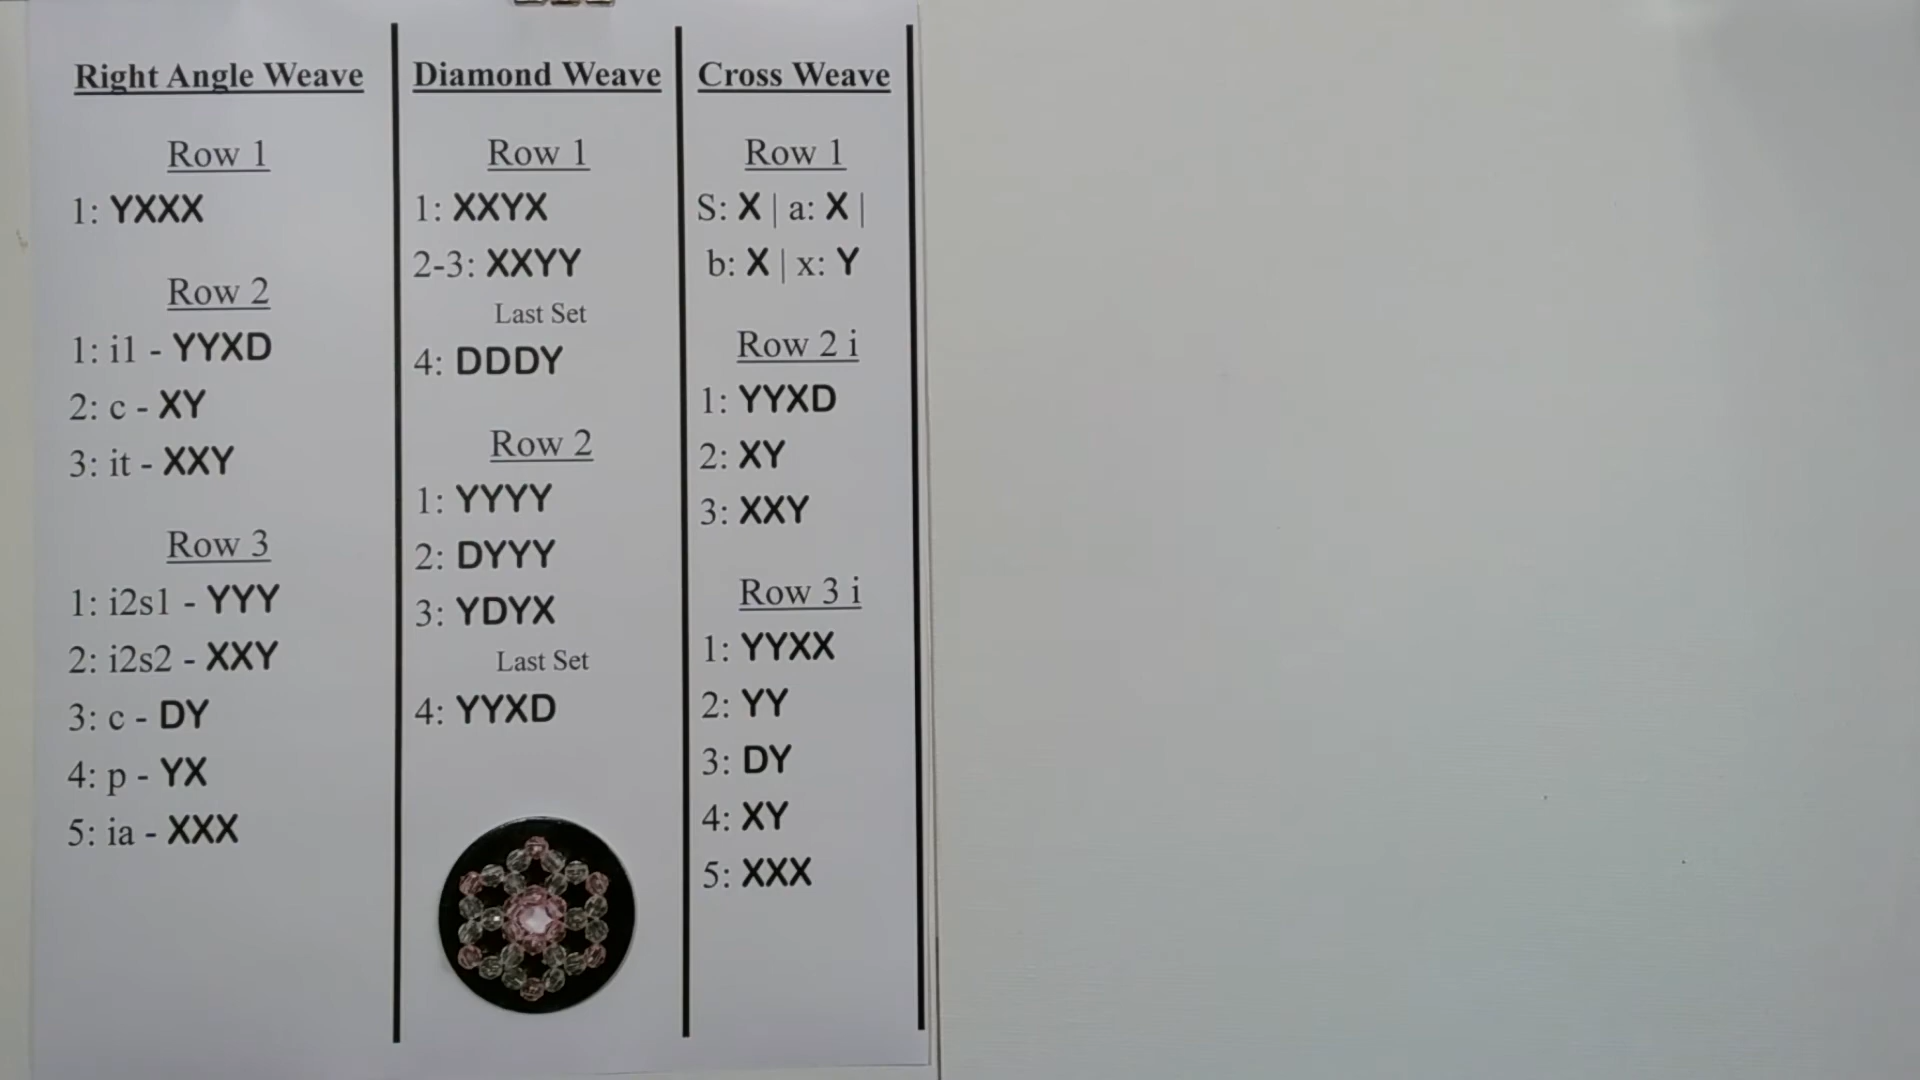 Right Angle Weave
Row 1
1: YXXX
Row 2
1: i1 - YYXD
2: c - XY
3: it - XXY
Row 3
1: i2s1 - YYY
2: i2s2 - XXY
3: c - DY
4: p - YX
5: ia - XXX
Diamond Weave
Row 1
1: XXYX
2-3: XXYY
Last Set
4: DDDY
Row 2
1: YYYY
2: DYYY
3: YDYX
Last Set
4: YYXD
Cross Weave
Row 1
S: X | a: X |
b: X | x: Y
Row 2 i
1: YYXD
2: XY
3: XXY
Row 3 i
1: YYXX
2: YY
3: DY
4: XY
5: XXX